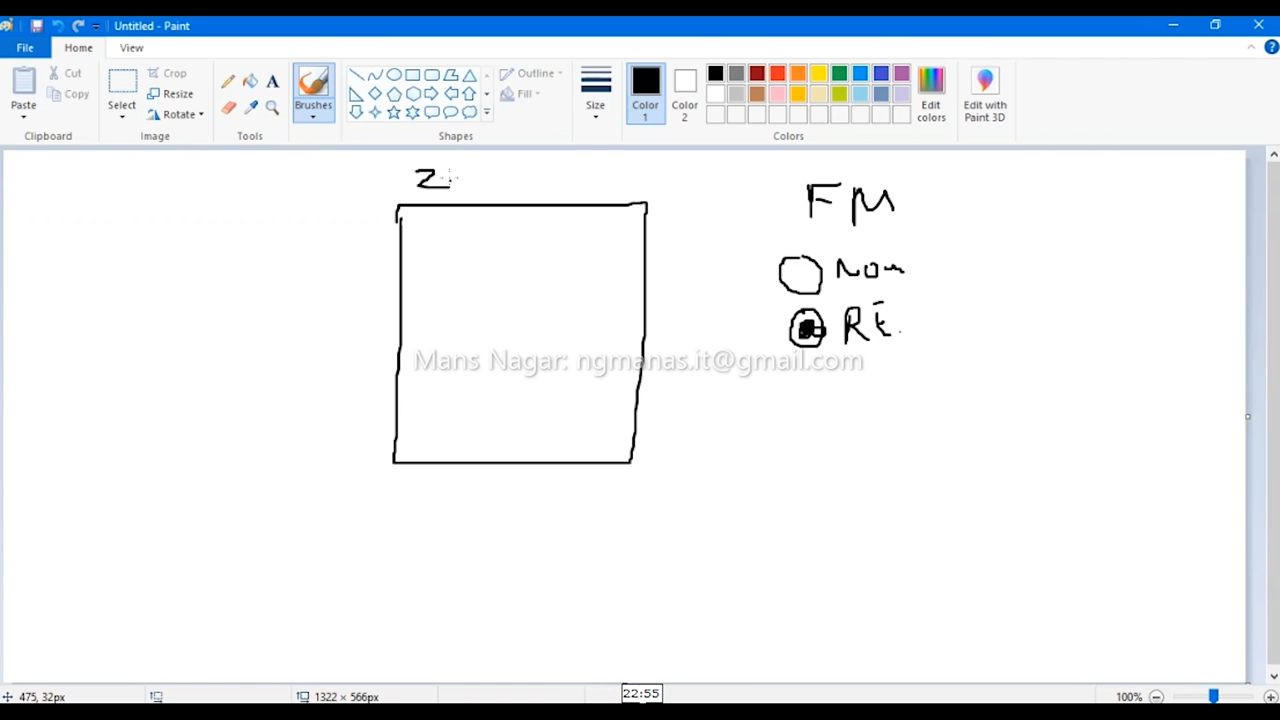 Untitled - Paint
File Home View
Paste
Cut
Copy
Clipboard
Select
Crop
Resize
Rotate
Image
A
Tools
Brushes
Outline
Fill
Shapes
Size
Color 1
Color 2
Edit colors
Colors
Edit with Paint 3D
2
FM
Non
RE
Mans Nagar: ngmanas.it@gmail.com
475, 32px
1322 × 566px
22:55
100%